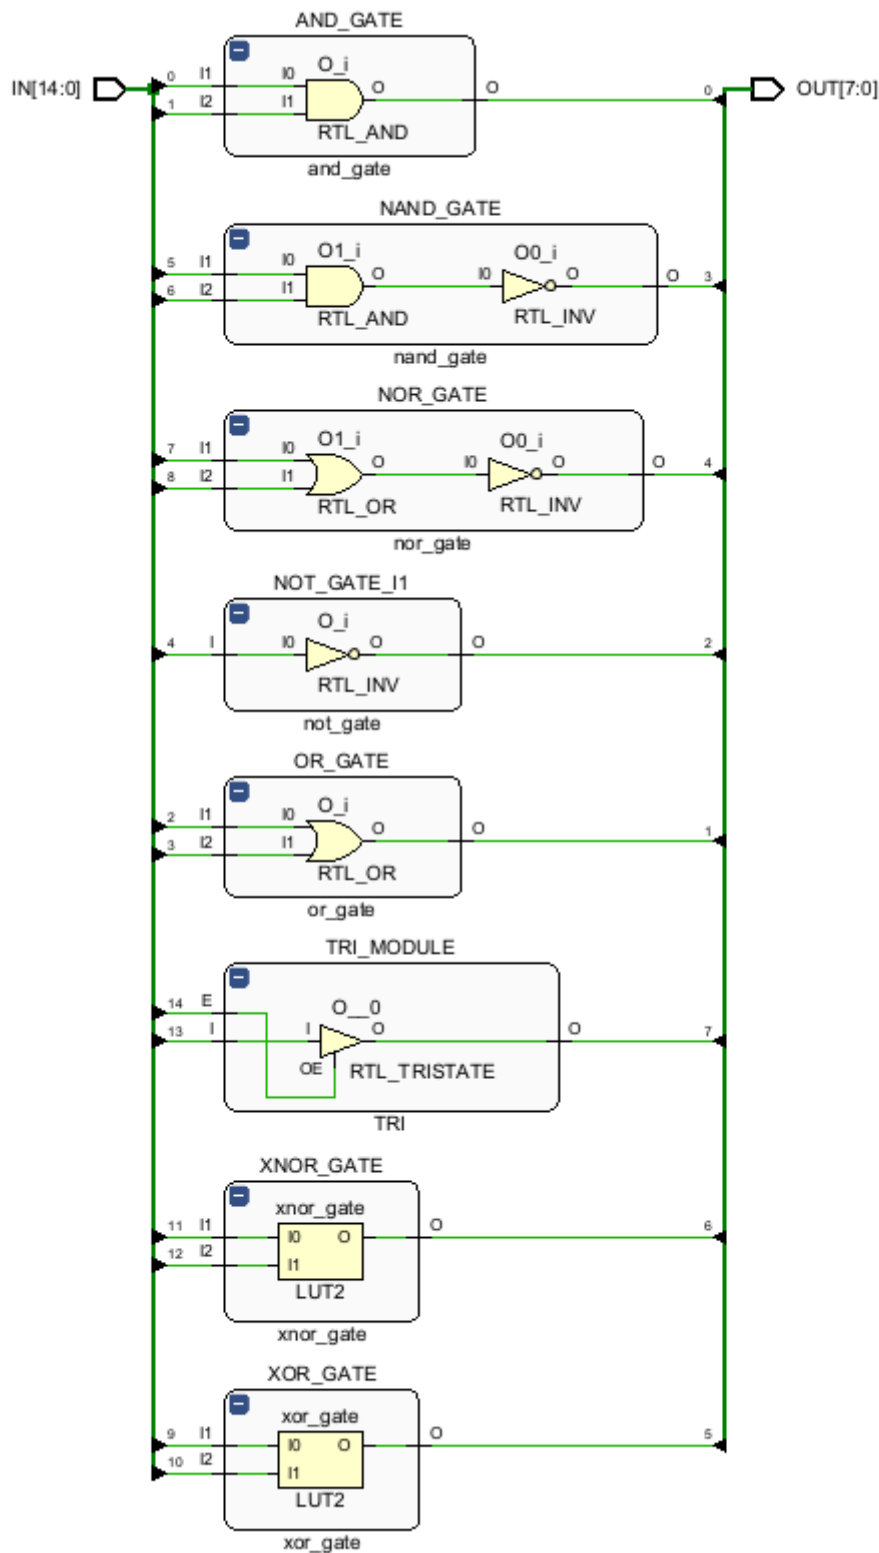 AND_GATE
IN[14:0]
0 I1 I0 O_i O O 0
1 I2 I1
RTL_AND
and_gate
OUT[7:0]
NAND_GATE
5 I1 I0 O1_i O I0 O0_i O O 3
6 I2 I1
RTL_AND RTL_INV
nand_gate
NOR_GATE
7 I1 I0 O1_i O I0 O0_i O O 4
8 I2 I1
RTL_OR RTL_INV
nor_gate
NOT_GATE_I1
O_i
4 I I0 O O 2
RTL_INV
not_gate
OR_GATE
2 I1 I0 O_i O O 1
3 I2 I1
RTL_OR
or_gate
TRI_MODULE
14 E O__0
13 I I O O 7
OE RTL_TRISTATE
TRI
XNOR_GATE
xnor_gate
11 I1 I0 O O 6
12 I2 I1
LUT2
xnor_gate
XOR_GATE
xor_gate
9 I1 I0 O O 5
10 I2 I1
LUT2
xor_gate